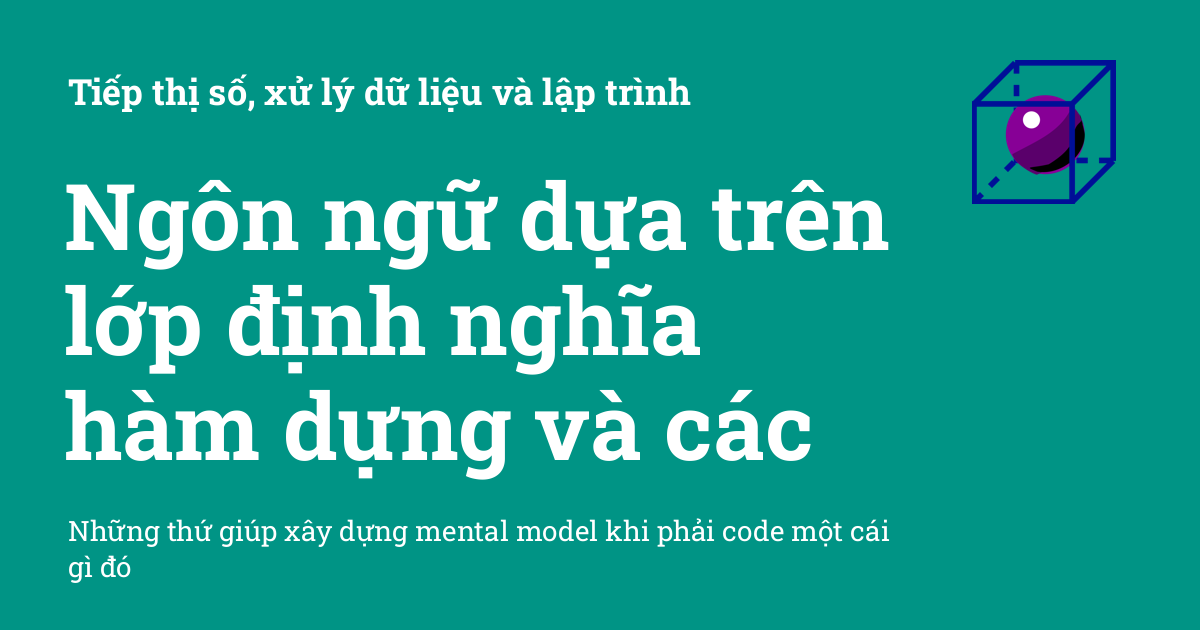 Tiếp thị số, xử lý dữ liệu và lập trình
Ngôn ngữ dựa trên
lớp định nghĩa
hàm dựng và các
Những thứ giúp xây dựng mental model khi phải code một cái
gì đó